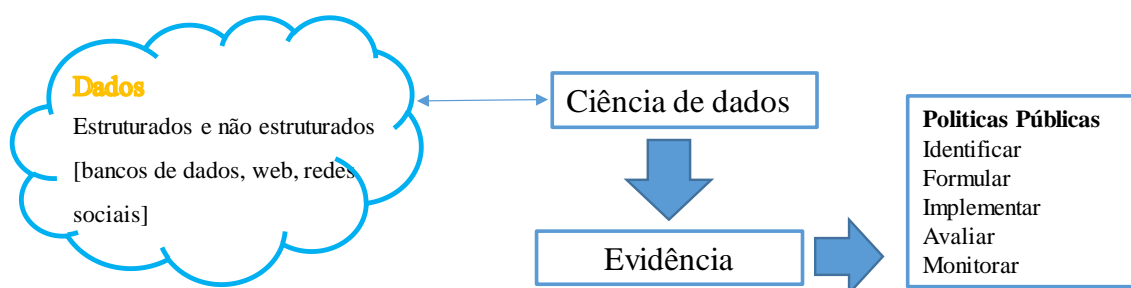 Dados
Estruturados e não estruturados
[bancos de dados, web, redes
sociais]
Ciência de dados
Evidência
Politicas Públicas
Identificar
Formular
Implementar
Avaliar
Monitorar